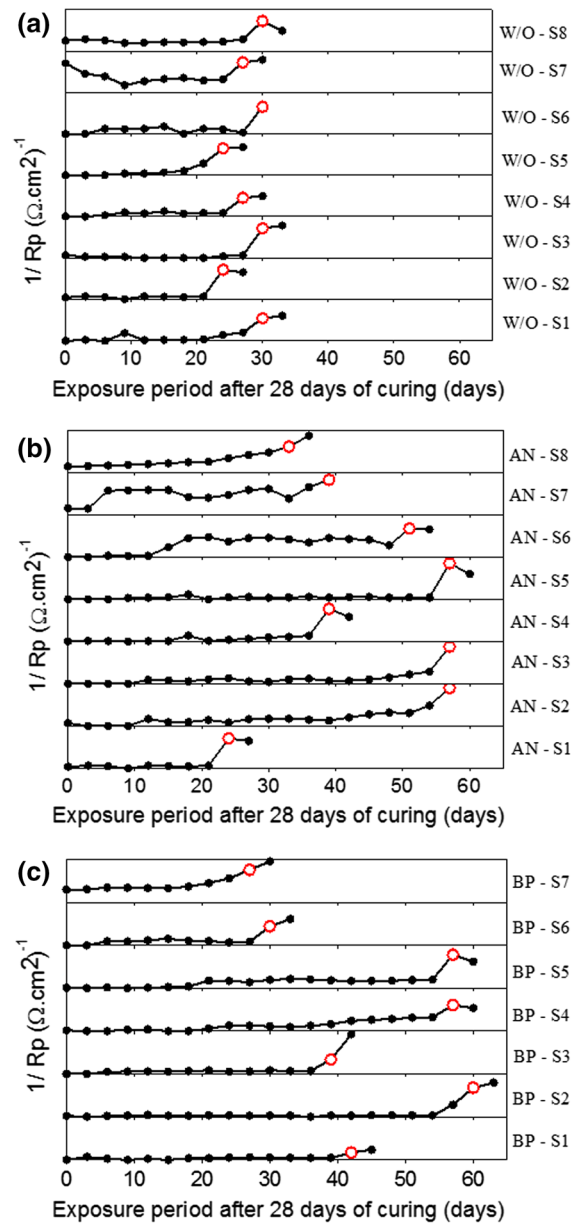 (a)
W/O - S8
W/O - S7
W/O - S6
W/O - S5
W/O - S4
W/O - S3
W/O - S2
W/O - S1
1/ Rp (Ω.cm2)-1
0 10 20 30 40 50 60
Exposure period after 28 days of curing (days)
(b)
AN - S8
AN - S7
AN - S6
AN - S5
AN - S4
AN - S3
AN - S2
AN - S1
1/ Rp (Ω.cm2)-1
0 10 20 30 40 50 60
Exposure period after 28 days of curing (days)
(c)
BP - S7
BP - S6
BP - S5
BP - S4
BP - S3
BP - S2
BP - S1
1/ Rp (Ω.cm2)-1
0 10 20 30 40 50 60
Exposure period after 28 days of curing (days)